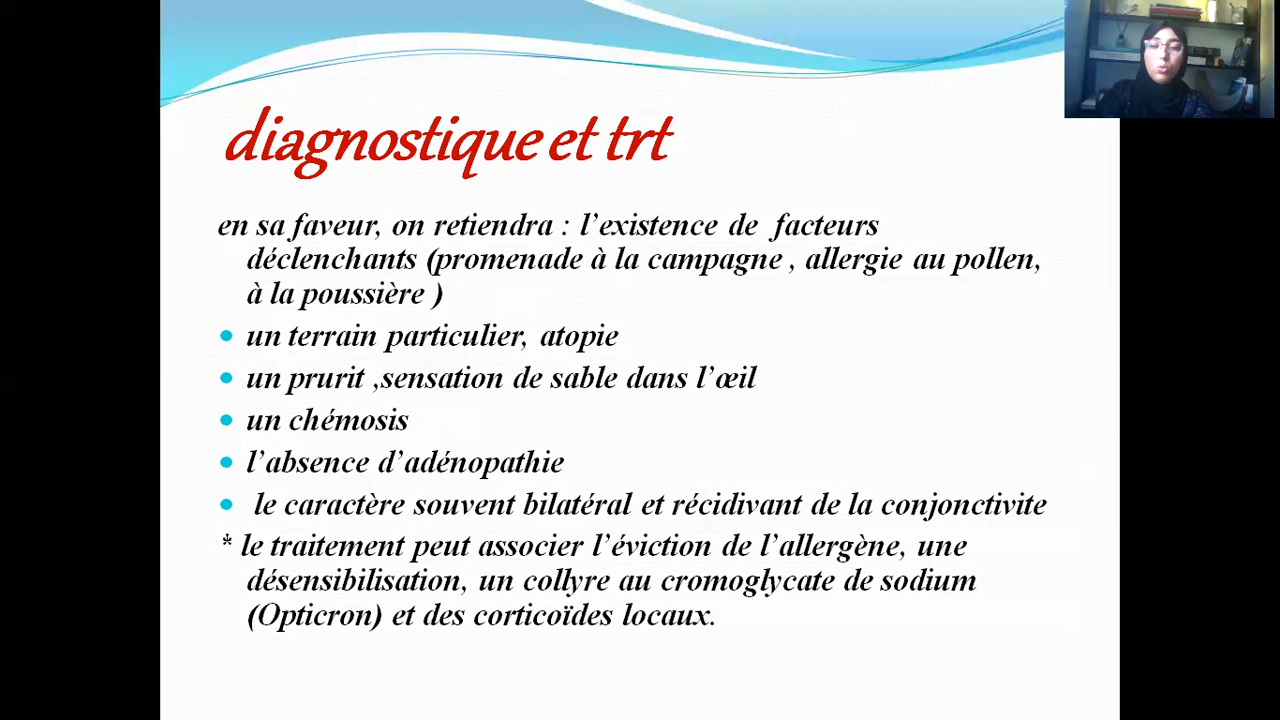 diagnostique et trt
en sa faveur, on retiendra : l’existence de facteurs
déclenchants (promenade à la campagne , allergie au pollen,
à la poussière )
un terrain particulier, atopie
un prurit ,sensation de sable dans l’œil
un chémosis
l’absence d’adénopathie
le caractère souvent bilatéral et récidivant de la conjonctivite
* le traitement peut associer l’éviction de l’allergène, une
désensibilisation, un collyre au cromoglycate de sodium
(Opticron) et des corticoïdes locaux.